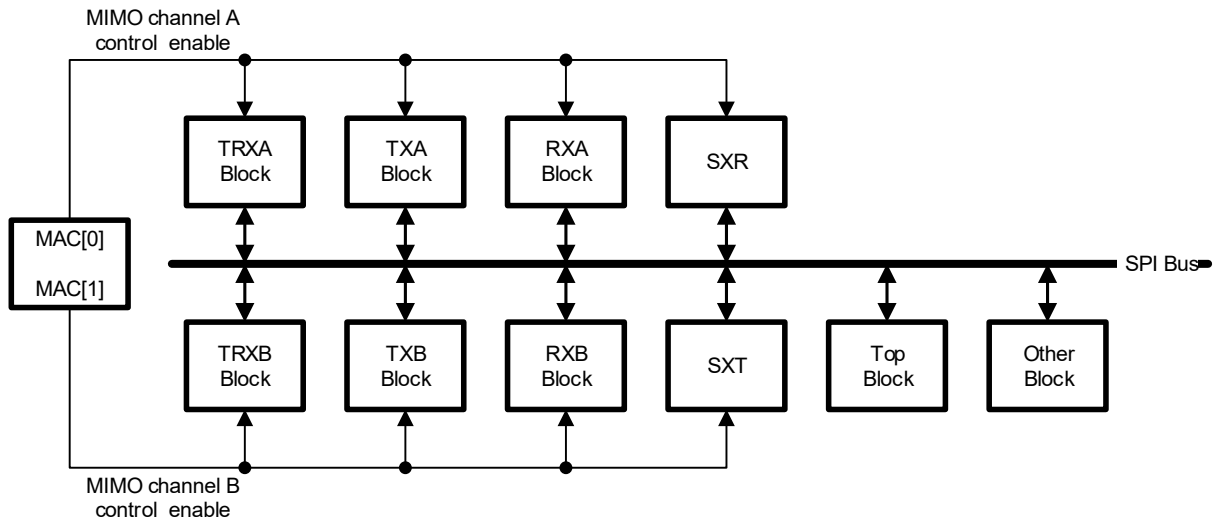 MIMO channel A
control enable
TRXA
Block
TXA
Block
RXA
Block
SXR
MAC[0]
MAC[1]
SPI Bus
TRXB
Block
TXB
Block
RXB
Block
SXT
Top
Block
Other
Block
MIMO channel B
control enable